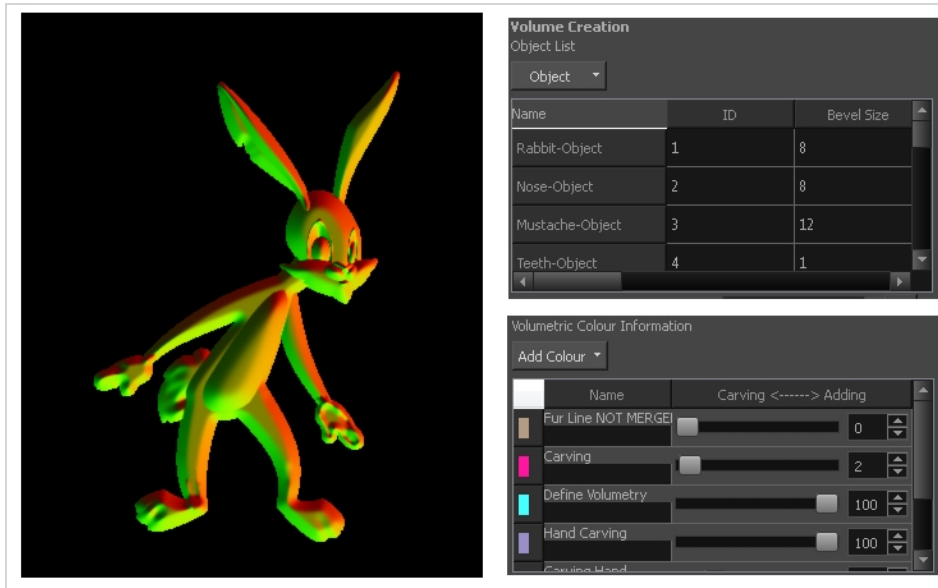 Volume Creation
Object List
Object
Name ID Bevel Size
Rabbit-Object 1 8
Nose-Object 2 8
Mustache-Object 3 12
Teeth-Object 4 1
Volumetric Colour Information
Add Colour
Name Carving <------> Adding
Fur Line NOT MERGE 0
Carving 2
Define Volumetry 100
Hand Carving 100
Carving Hand